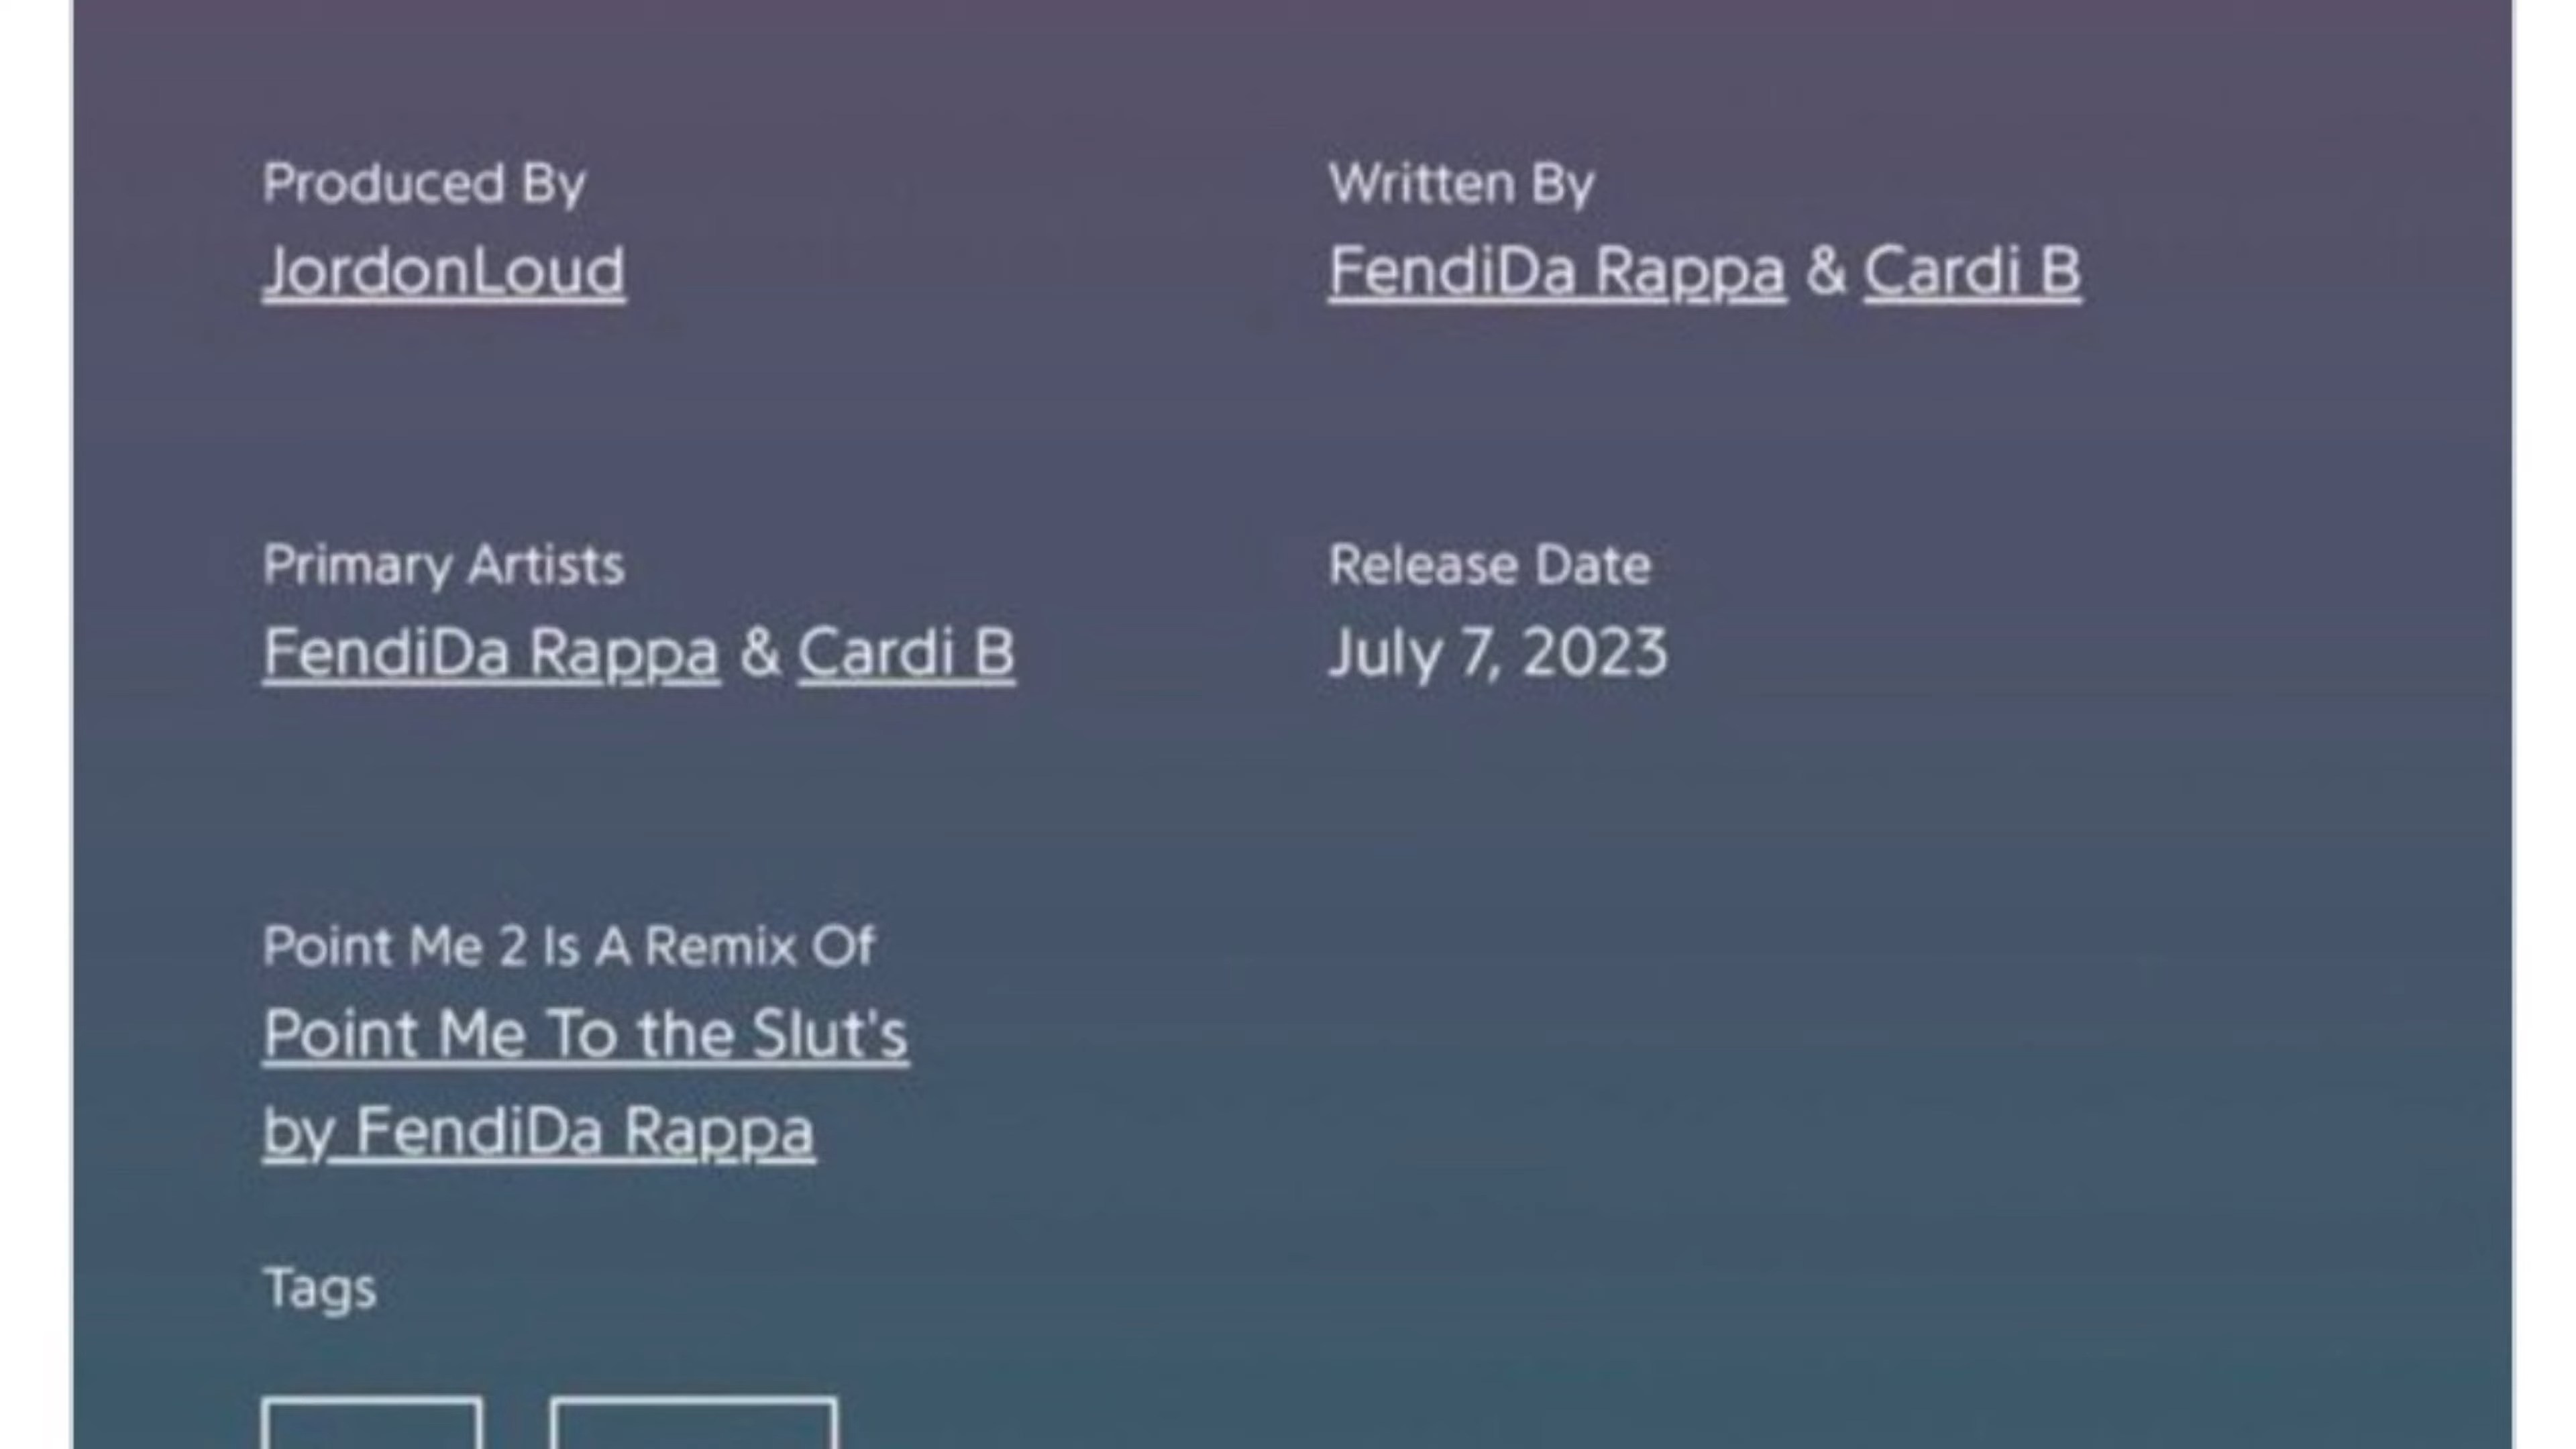 Produced By
JordonLoud
Written By
FendiDa Rappa & Cardi B
Primary Artists
FendiDa Rappa & Cardi B
Release Date
July 7, 2023
Point Me 2 Is A Remix Of
Point Me To the Slut's
by FendiDa Rappa
Tags